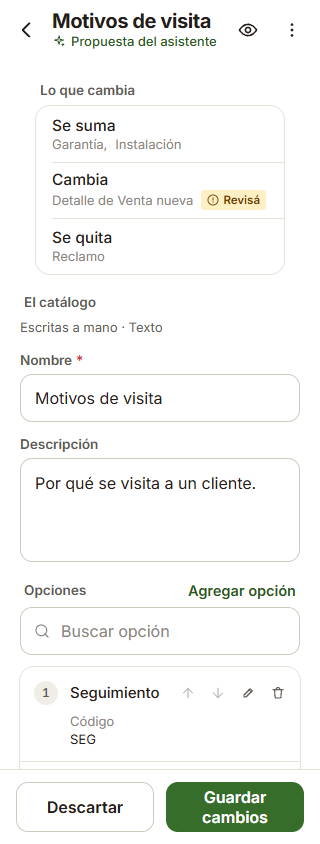 Motivos de visita
Propuesta del asistente
Lo que cambia
Se suma
Garantía, Instalación
Cambia
Detalle de Venta nueva Revisá
Se quita
Reclamo
El catálogo
Escritas a mano · Texto
Nombre *
Motivos de visita
Descripción
Por qué se visita a un cliente.
Opciones Agregar opción
Buscar opción
1 Seguimiento
Código
SEG
Descartar
Guardar
cambios